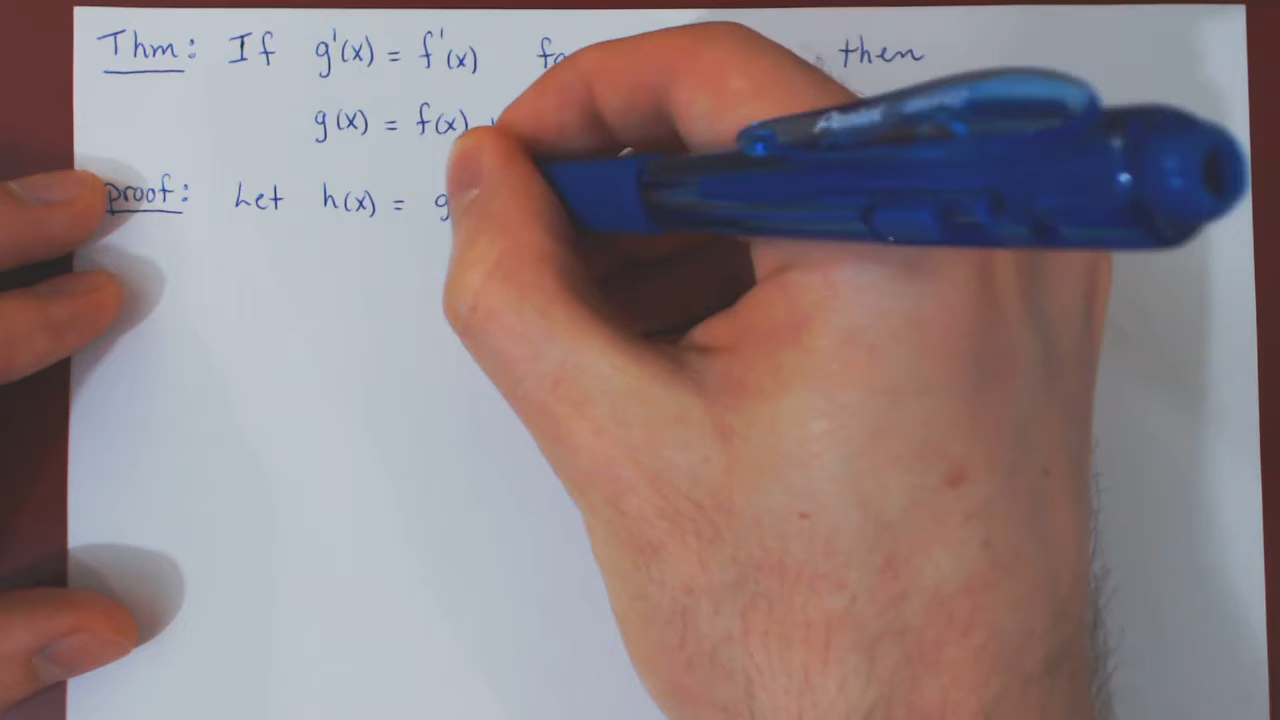 Thm: If g'(x) = f'(x) then
g(x) = f(x)
proof: Let h(x) = g